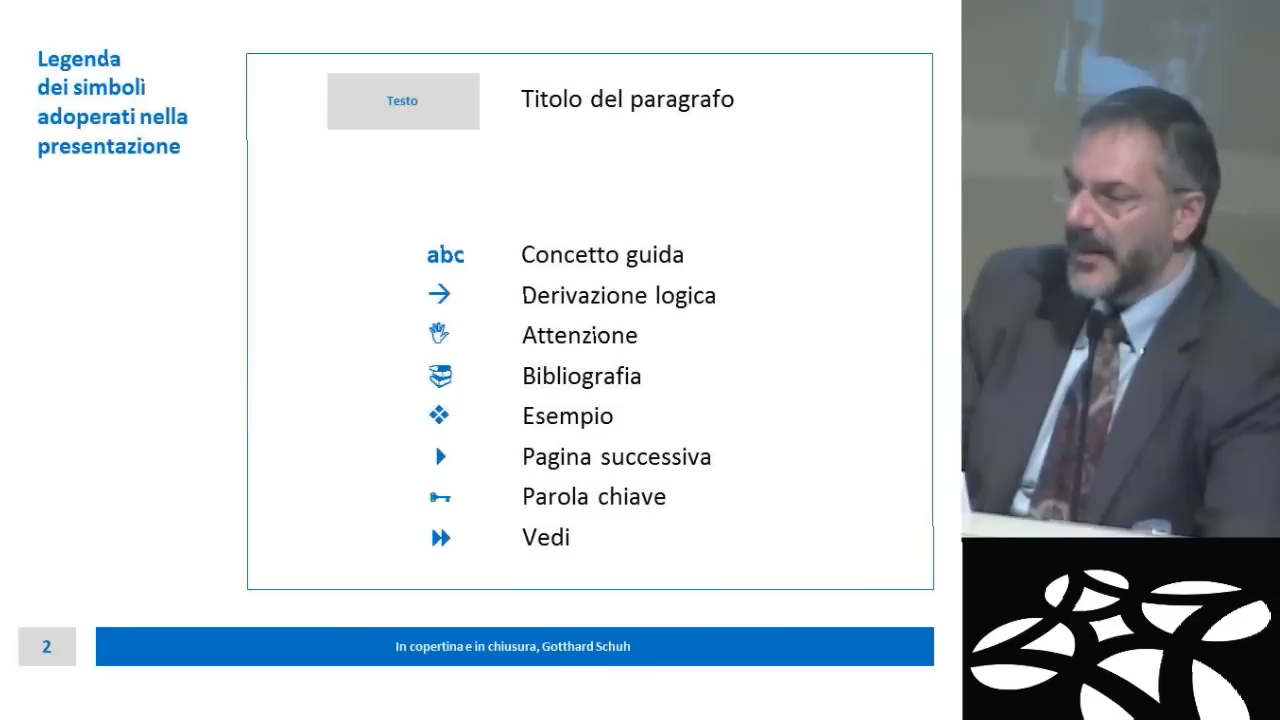 Legenda
dei simboli
adoperati nella
presentazione
Testo
Titolo del paragrafo
abc Concetto guida
Derivazione logica
Attenzione
Bibliografia
Esempio
Pagina successiva
Parola chiave
Vedi
2
In copertina e in chiusura, Gotthard Schuh